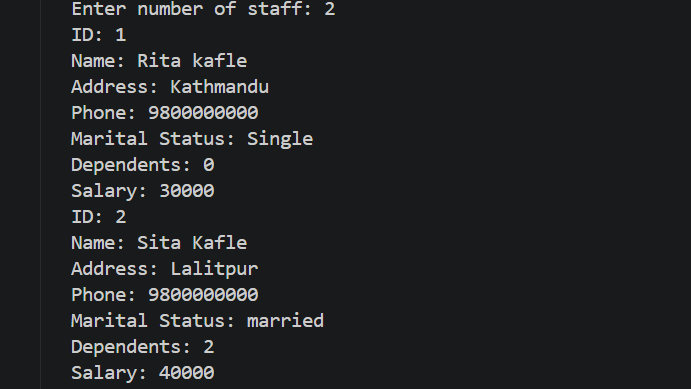 Enter number of staff: 2
ID: 1
Name: Rita kafle
Address: Kathmandu
Phone: 9800000000
Marital Status: Single
Dependents: 0
Salary: 30000
ID: 2
Name: Sita Kafle
Address: Lalitpur
Phone: 9800000000
Marital Status: married
Dependents: 2
Salary: 40000